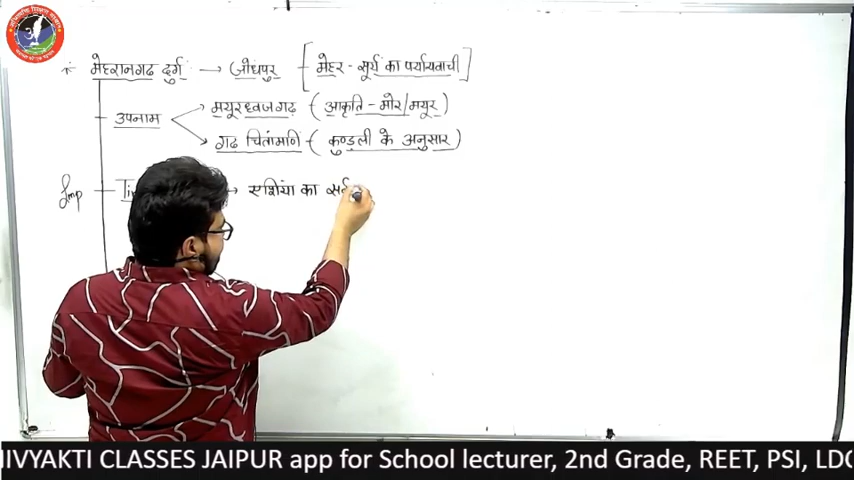 मेहरानगढ दुर्ग → जोधपुर - [मेहर - सूर्य का पर्यायवाची]
उपनाम
मयूरध्वजगढ़ (आकृति - मोर/मयूर)
गढ चिंतामणि - (कुण्डली के अनुसार)
Imp
→ एशिया का
IVYAKTI CLASSES JAIPUR app for School lecturer, 2nd Grade, REET, PSI, LDC